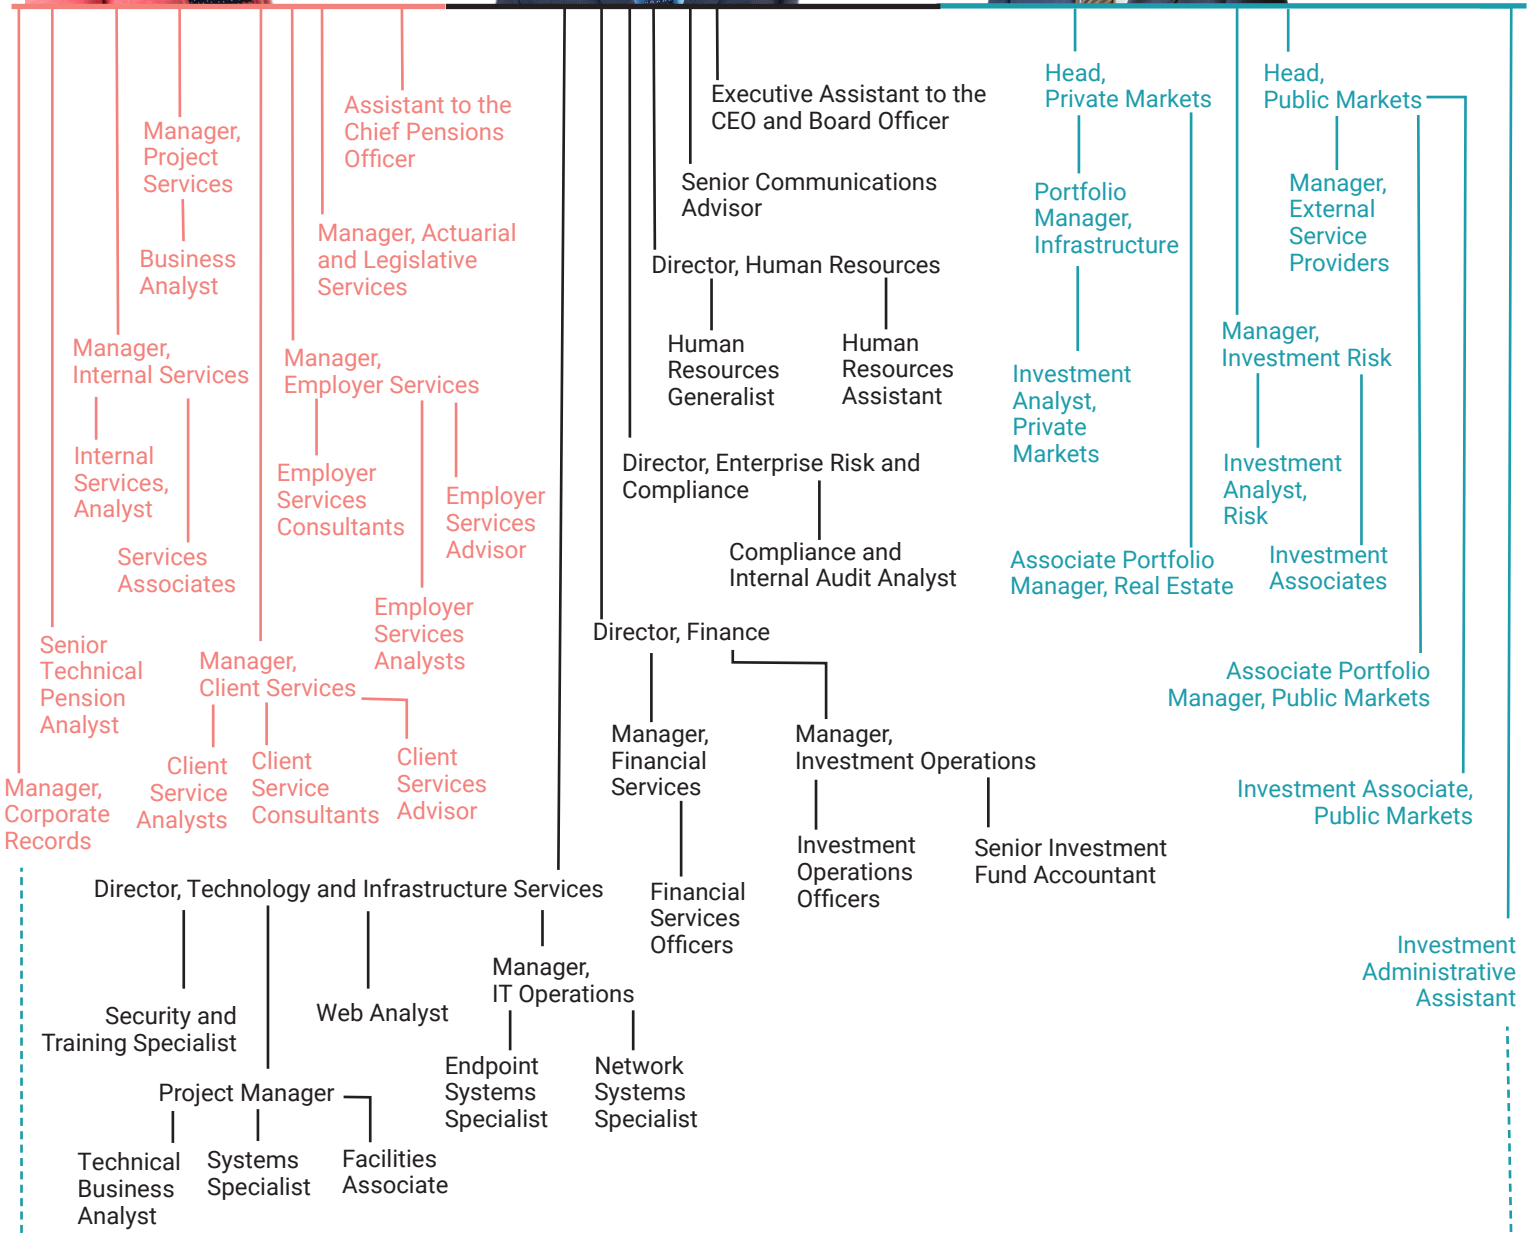 Assistant to the
Chief Pensions
Officer
Manager,
Project
Services
Business
Analyst
Manager, Actuarial
and Legislative
Services
Manager,
Internal Services
Internal
Services,
Analyst
Services
Associates
Manager,
Employer Services
Employer
Services
Consultants
Employer
Services
Advisor
Employer
Services
Analysts
Senior
Technical
Pension
Analyst
Manager,
Client Services
Client
Service
Analysts
Client
Service
Consultants
Client
Services
Advisor
Manager,
Corporate
Records
Executive Assistant to the
CEO and Board Officer
Senior Communications
Advisor
Director, Human Resources
Human
Resources
Generalist
Human
Resources
Assistant
Director, Enterprise Risk and
Compliance
Compliance and
Internal Audit Analyst
Director, Finance
Manager,
Financial
Services
Financial
Services
Officers
Manager,
Investment Operations
Investment
Operations
Officers
Senior Investment
Fund Accountant
Director, Technology and Infrastructure Services
Security and
Training Specialist
Web Analyst
Manager,
IT Operations
Endpoint
Systems
Specialist
Network
Systems
Specialist
Project Manager
Technical
Business
Analyst
Systems
Specialist
Facilities
Associate
Head,
Private Markets
Portfolio
Manager,
Infrastructure
Investment
Analyst,
Private
Markets
Associate Portfolio
Manager, Real Estate
Head,
Public Markets
Manager,
External
Service
Providers
Manager,
Investment Risk
Investment
Analyst,
Risk
Investment
Associates
Associate Portfolio
Manager, Public Markets
Investment Associate,
Public Markets
Investment
Administrative
Assistant